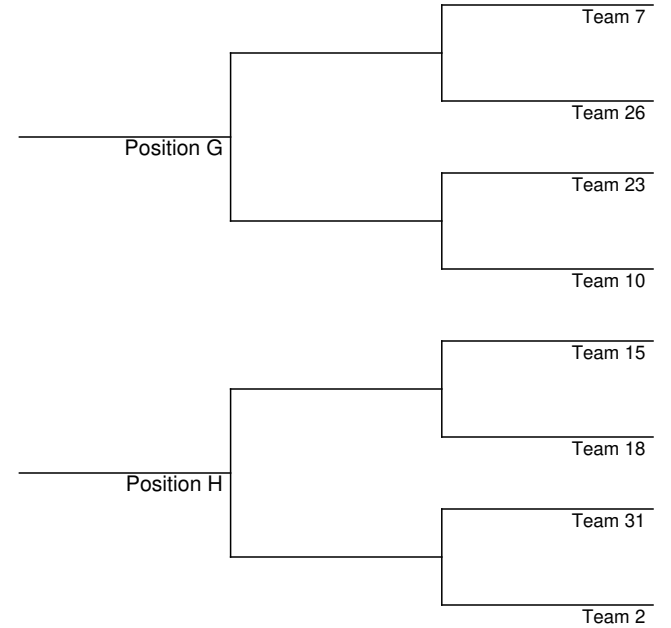 Team 7
Team 26
Position G
Team 23
Team 10
Team 15
Team 18
Position H
Team 31
Team 2